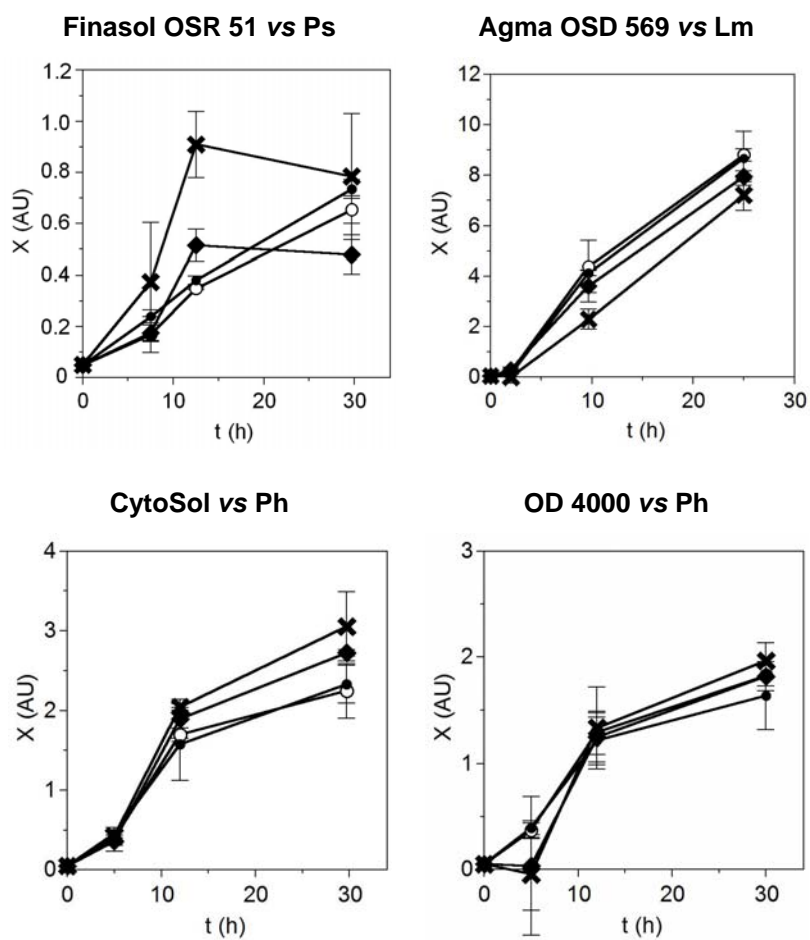 Finasol OSR 51 vs Ps
1.2
1.0
0.8
0.6
0.4
0.2
0
X (AU)
0 10 20 30
t (h)
Agma OSD 569 vs Lm
12
10
8
6
4
2
0
X (AU)
0 10 20 30
t (h)
CytoSol vs Ph
4
3
2
1
0
X (AU)
0 10 20 30
t (h)
OD 4000 vs Ph
3
2
1
0
X (AU)
0 10 20 30
t (h)